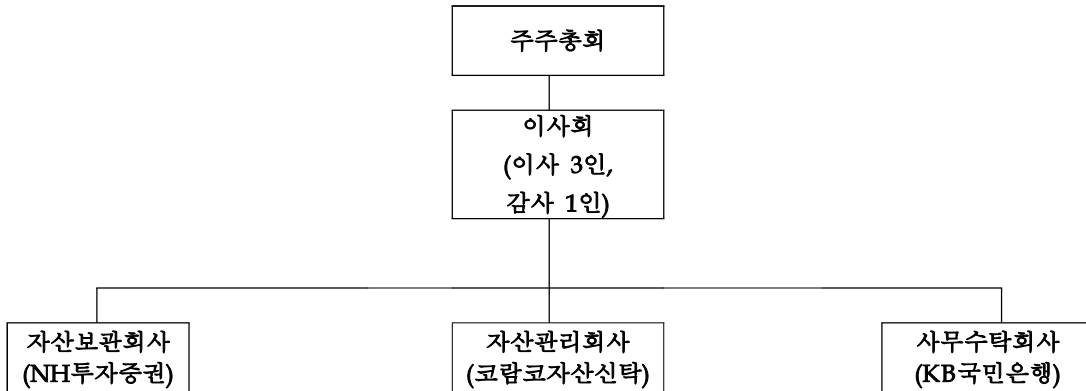 주주총회
이사회
(이사 3인,
감사 1인)
자산보관회사
(NH투자증권)
자산관리회사
(코람코자산신탁)
사무수탁회사
(KB국민은행)